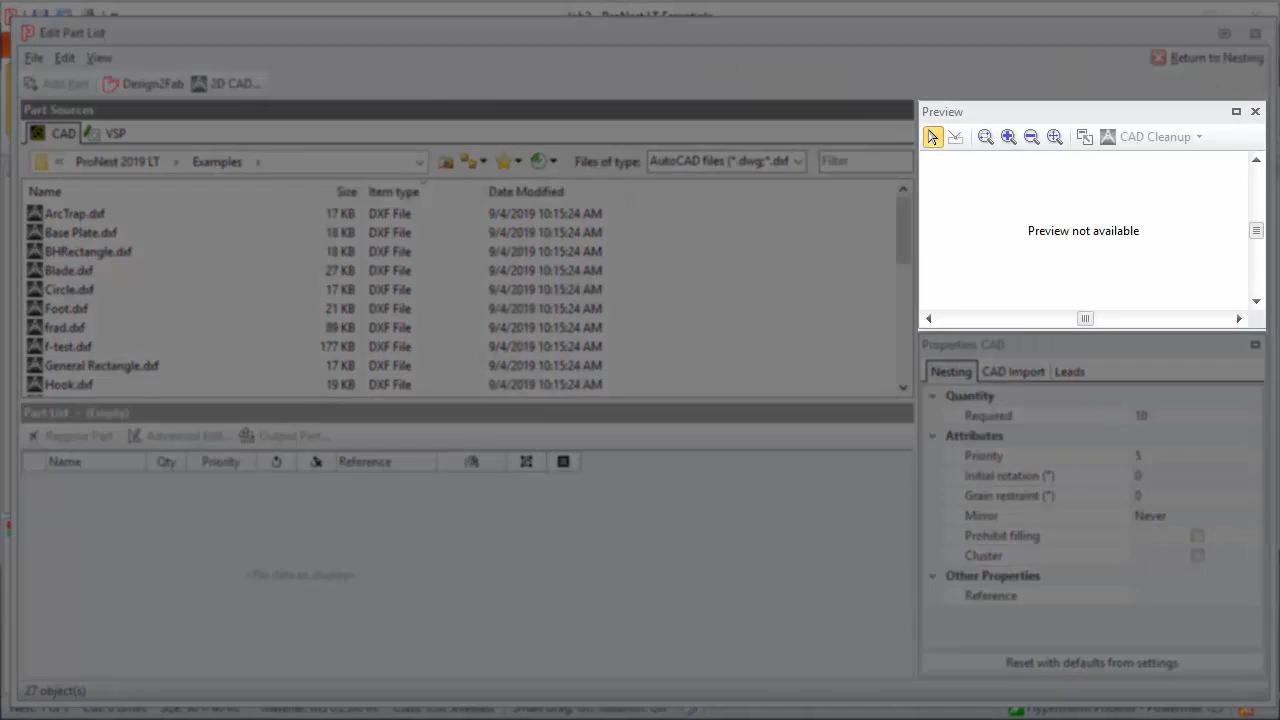 Edit Part List
File Edit View
Return to Nesting
Add Part Design2Fab 2D CAD...
Part Sources
CAD VSP
ProNest 2019 LT Examples
Files of type: AutoCAD files (*.dwg;*.dxf Filter
Name Size Item type Date Modified
ArcTrap.dxf 17 KB DXF File 9/4/2019 10:15:24 AM
Base Plate.dxf 18 KB DXF File 9/4/2019 10:15:24 AM
BHRectangle.dxf 18 KB DXF File 9/4/2019 10:15:24 AM
Blade.dxf 27 KB DXF File 9/4/2019 10:15:24 AM
Circle.dxf 17 KB DXF File 9/4/2019 10:15:24 AM
Foot.dxf 21 KB DXF File 9/4/2019 10:15:24 AM
frad.dxf 89 KB DXF File 9/4/2019 10:15:24 AM
f-test.dxf 177 KB DXF File 9/4/2019 10:15:24 AM
General Rectangle.dxf 17 KB DXF File 9/4/2019 10:15:24 AM
Hook.dxf 19 KB DXF File 9/4/2019 10:15:24 AM
Part List - (Empty)
Remove Part Advanced Edit... Output Part...
Name Qty Priority Reference
<No data to display>
27 object(s)
Preview
CAD Cleanup
Preview not available
Properties: CAD
Nesting CAD Import Leads
Quantity
Required 10
Attributes
Priority 5
Initial rotation (°) 0
Grain restraint (°) 0
Mirror Never
Prohibit filling
Cluster
Other Properties
Reference
Reset with defaults from settings